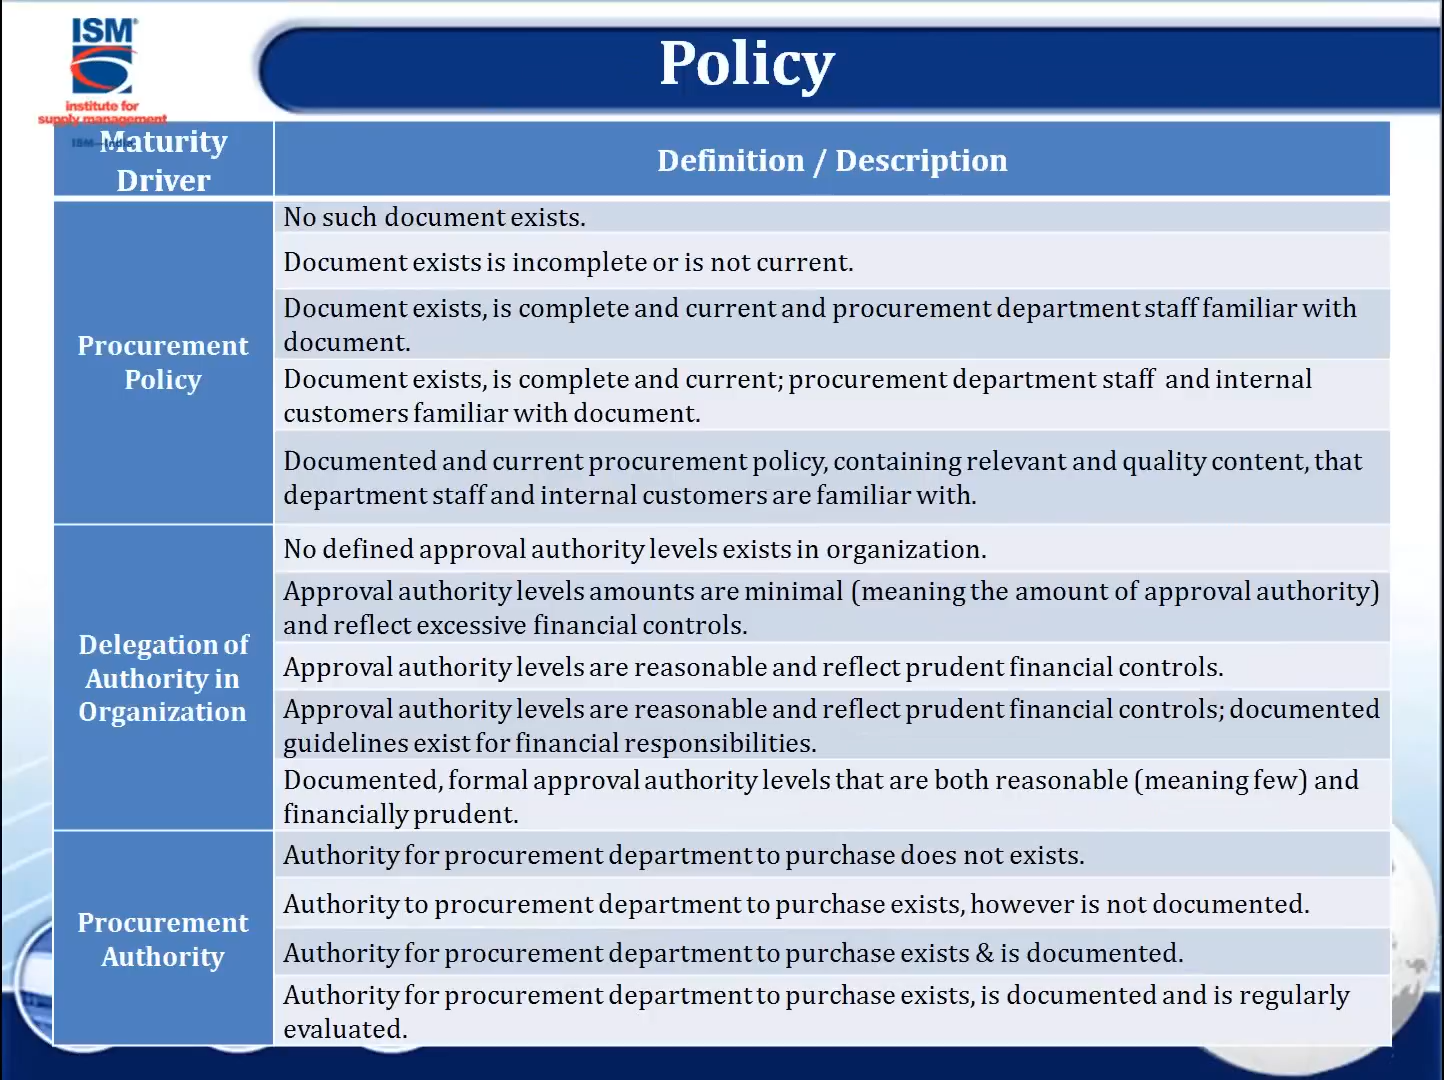 ISM®
institute for
supply management
ISM—India
Policy
Maturity
Driver
Definition / Description
Procurement
Policy
No such document exists.
Document exists is incomplete or is not current.
Document exists, is complete and current and procurement department staff familiar with
document.
Document exists, is complete and current; procurement department staff and internal
customers familiar with document.
Documented and current procurement policy, containing relevant and quality content, that
department staff and internal customers are familiar with.
Delegation of
Authority in
Organization
No defined approval authority levels exists in organization.
Approval authority levels amounts are minimal (meaning the amount of approval authority)
and reflect excessive financial controls.
Approval authority levels are reasonable and reflect prudent financial controls.
Approval authority levels are reasonable and reflect prudent financial controls; documented
guidelines exist for financial responsibilities.
Documented, formal approval authority levels that are both reasonable (meaning few) and
financially prudent.
Procurement
Authority
Authority for procurement department to purchase does not exists.
Authority to procurement department to purchase exists, however is not documented.
Authority for procurement department to purchase exists & is documented.
Authority for procurement department to purchase exists, is documented and is regularly
evaluated.